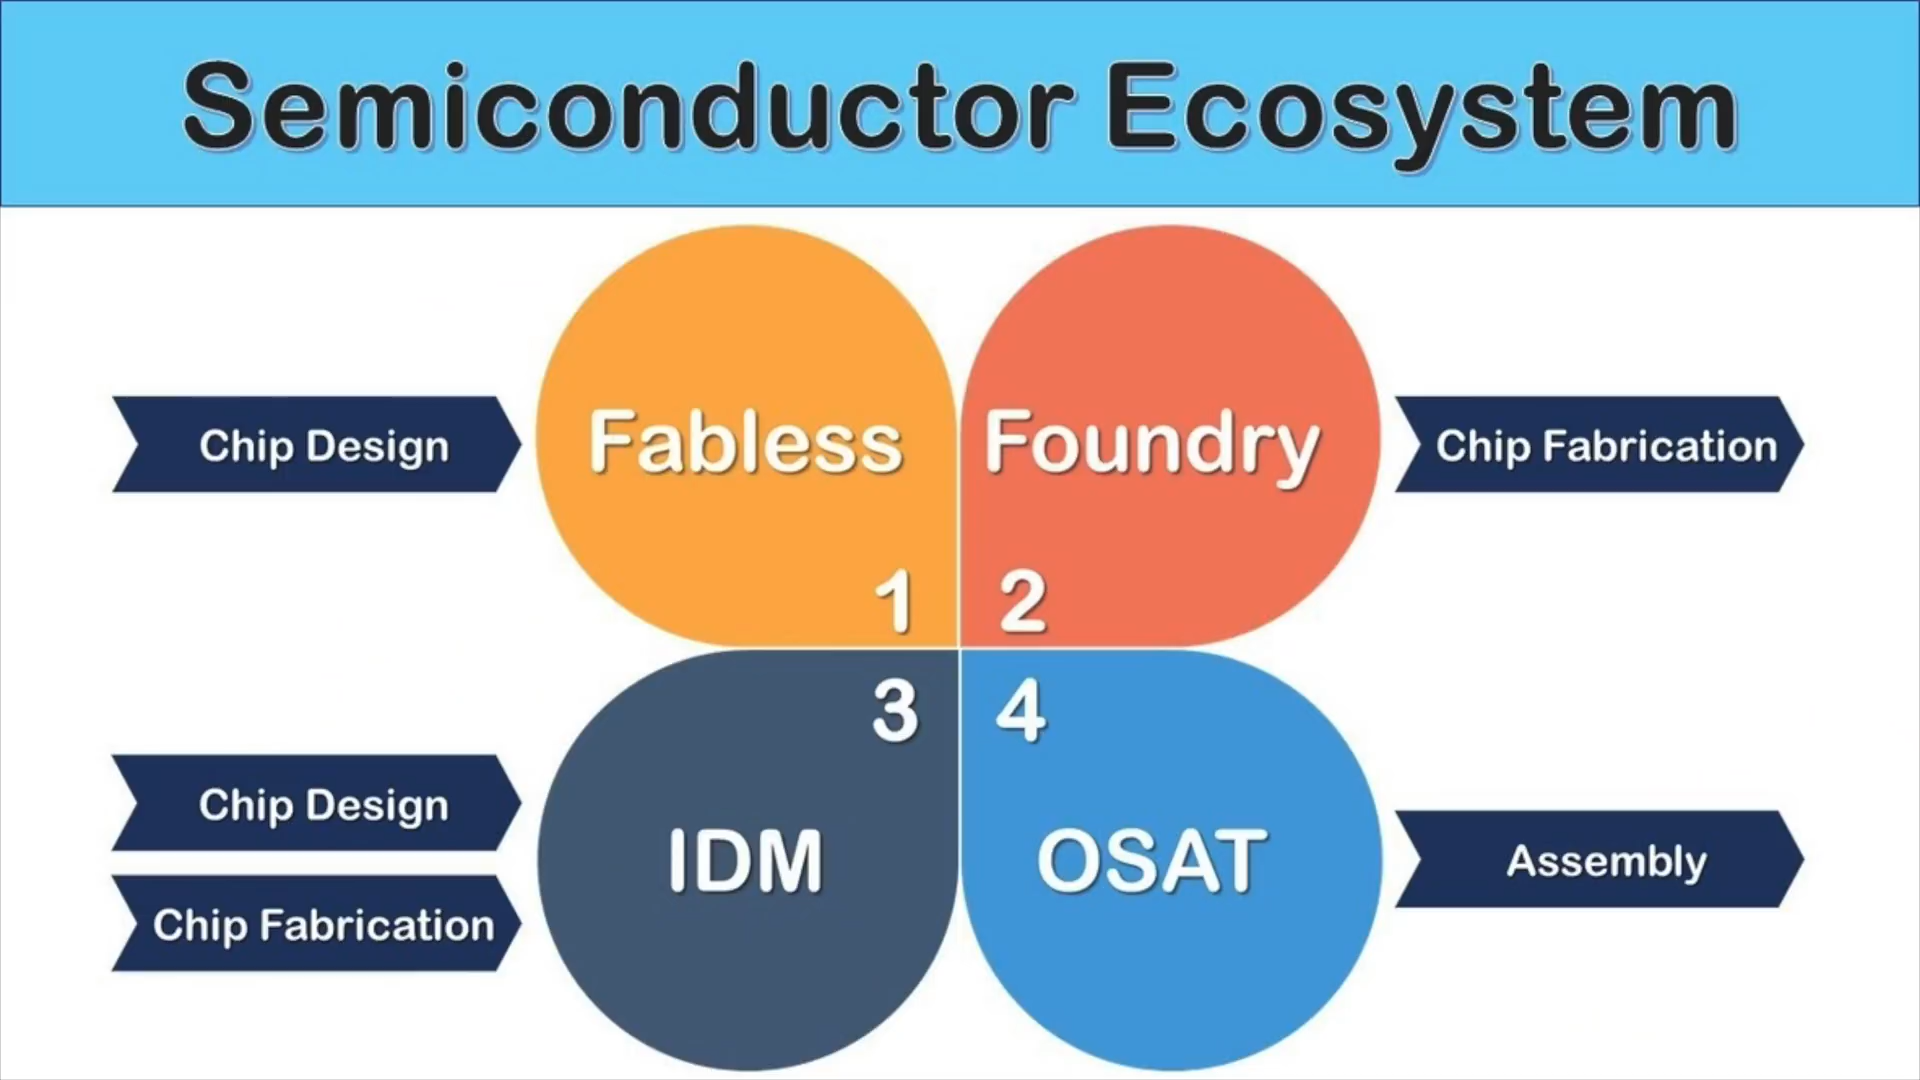 Semiconductor Ecosystem
Chip Design
Fabless
1
Foundry
2
Chip Fabrication
Chip Design
Chip Fabrication
3
IDM
4
OSAT
Assembly